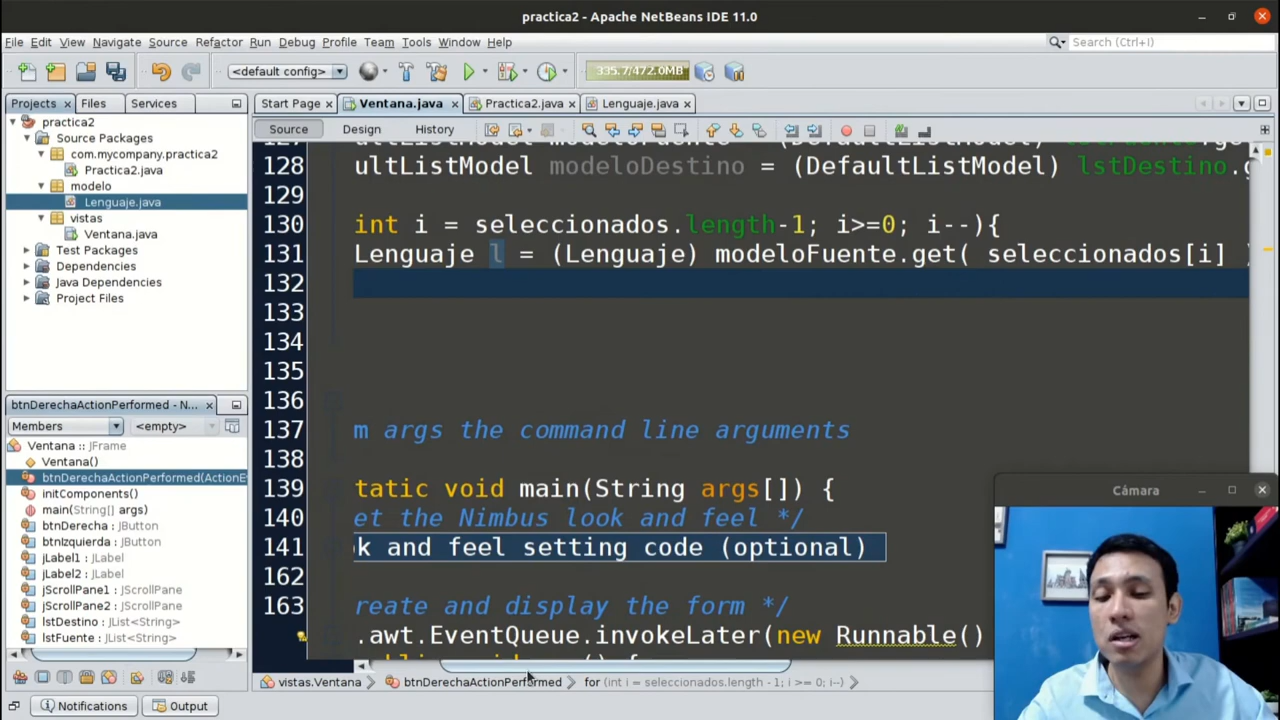 practica2 - Apache NetBeans IDE 11.0
File Edit View Navigate Source Refactor Run Debug Profile Team Tools Window Help
Search (Ctrl+I)
<default config>
335.7/472.0MB
Projects Files Services
Start Page Ventana.java Practica2.java Lenguaje.java
Source Design History
practica2
Source Packages
com.mycompany.practica2
Practica2.java
modelo
Lenguaje.java
vistas
Ventana.java
Test Packages
Dependencies
Java Dependencies
Project Files
128 ultListModel modeloDestino = (DefaultListModel) lstDestino.g
129
130 int i = seleccionados.length-1; i>=0; i--){
131 Lenguaje l = (Lenguaje) modeloFuente.get( seleccionados[i] )
132
133
134
135
136
137 m args the command line arguments
138
139 tatic void main(String args[]) {
140 et the Nimbus look and feel */
141 ok and feel setting code (optional)
162
163 reate and display the form */
.awt.EventQueue.invokeLater(new Runnable()
btnDerechaActionPerformed - N...
Members <empty>
Ventana :: JFrame
Ventana()
btnDerechaActionPerformed(ActionE
initComponents()
main(String[] args)
btnDerecha : JButton
btnIzquierda : JButton
jLabel1 : JLabel
jLabel2 : JLabel
jScrollPane1 : JScrollPane
jScrollPane2 : JScrollPane
lstDestino : JList<String>
lstFuente : JList<String>
Cámara
vistas.Ventana btnDerechaActionPerformed for (int i = seleccionados.length - 1; i >= 0; i--)
Notifications Output